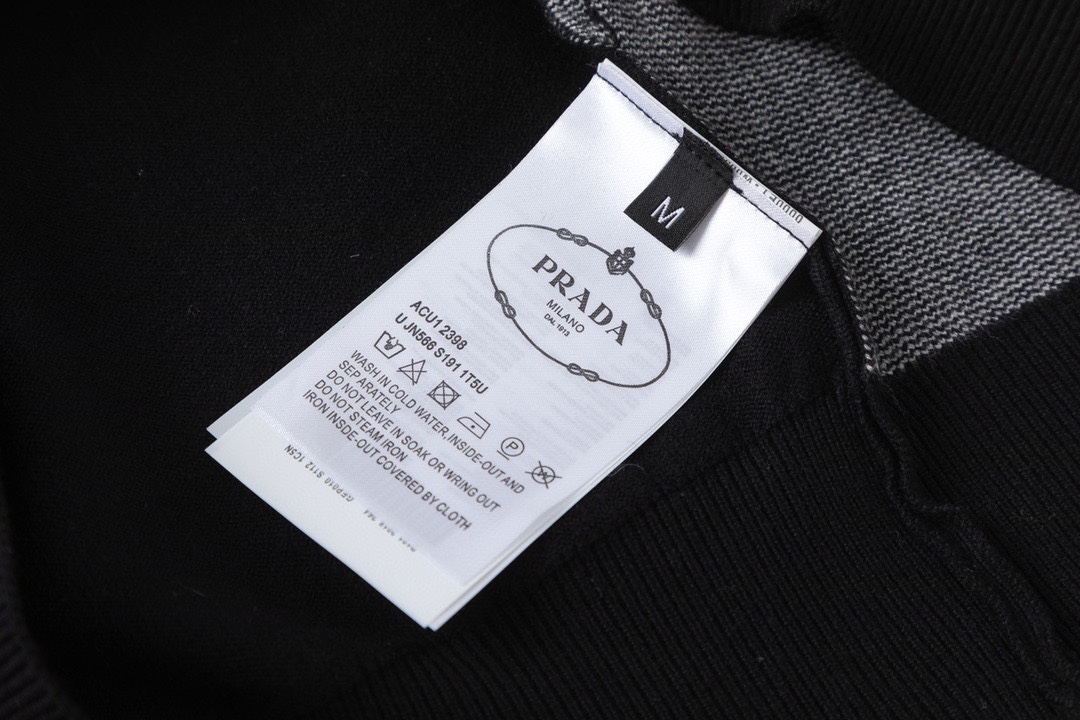 M
PRADA
MILANO
DAL 1913
ACU1 2398
U JN566 S191 1T5U
P
WASH IN COLD WATER,INSIDE-OUT AND
SEPARATELY
DO NOT LEAVE IN SOAK OR WRING OUT
DO NOT STEAM IRON
IRON INSDE-OUT COVERED BY CLOTH